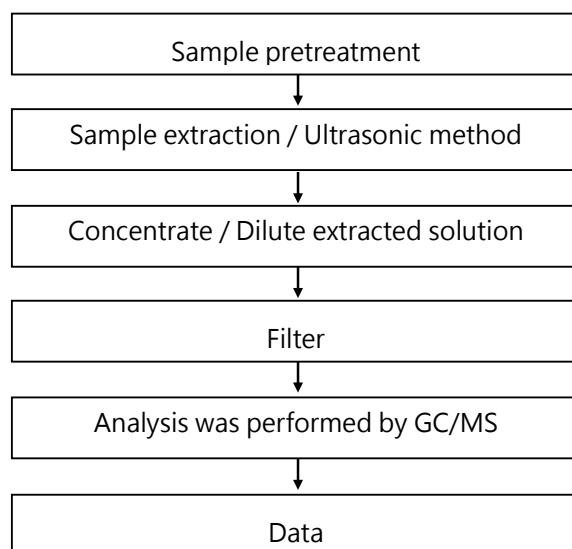 Sample pretreatment
Sample extraction / Ultrasonic method
Concentrate / Dilute extracted solution
Filter
Analysis was performed by GC/MS
Data